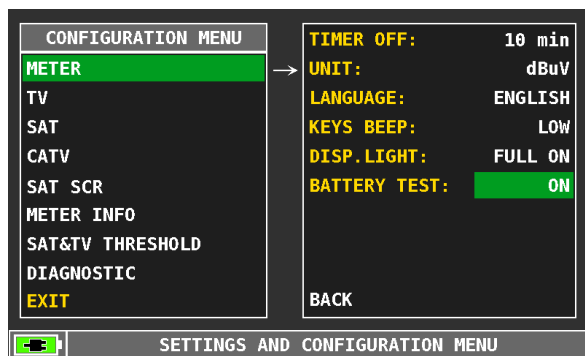 CONFIGURATION MENU
METER
TV
SAT
CATV
SAT SCR
METER INFO
SAT&TV THRESHOLD
DIAGNOSTIC
EXIT
TIMER OFF: 10 min
UNIT: dBuV
LANGUAGE: ENGLISH
KEYS BEEP: LOW
DISP.LIGHT: FULL ON
BATTERY TEST: ON
BACK
SETTINGS AND CONFIGURATION MENU